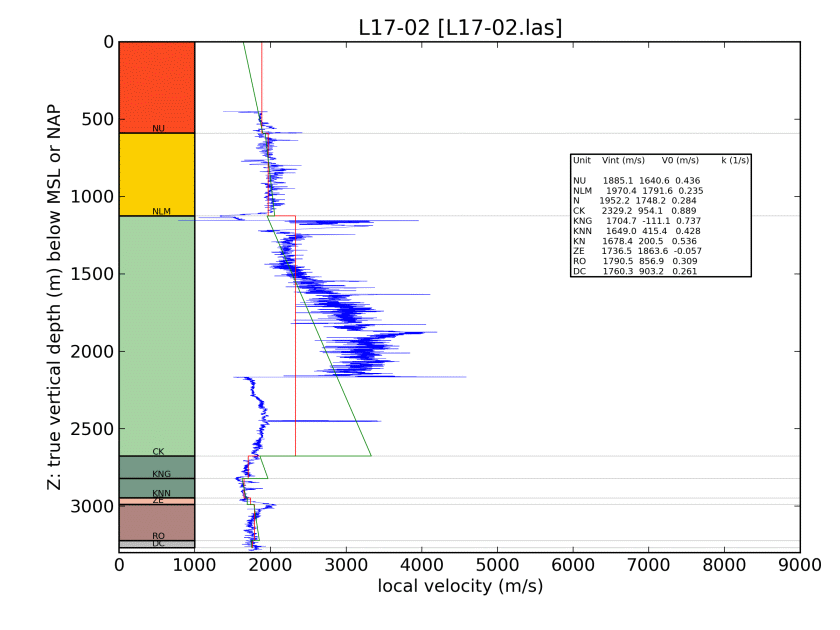 L17-02 [L17-02.las]
Z: true vertical depth (m) below MSL or NAP
0
500
1000
1500
2000
2500
3000
NU
NLM
CK
KNG
KNN
ZE
RO
DC
Unit Vint (m/s) V0 (m/s) k (1/s)
NU 1885.1 1640.6 0.436
NLM 1970.4 1791.6 0.235
N 1952.2 1748.2 0.284
CK 2329.2 954.1 0.889
KNG 1704.7 -111.1 0.737
KNN 1649.0 415.4 0.428
KN 1678.4 200.5 0.536
ZE 1736.5 1863.6 -0.057
RO 1790.5 856.9 0.309
DC 1760.3 903.2 0.261
0 1000 2000 3000 4000 5000 6000 7000 8000 9000
local velocity (m/s)